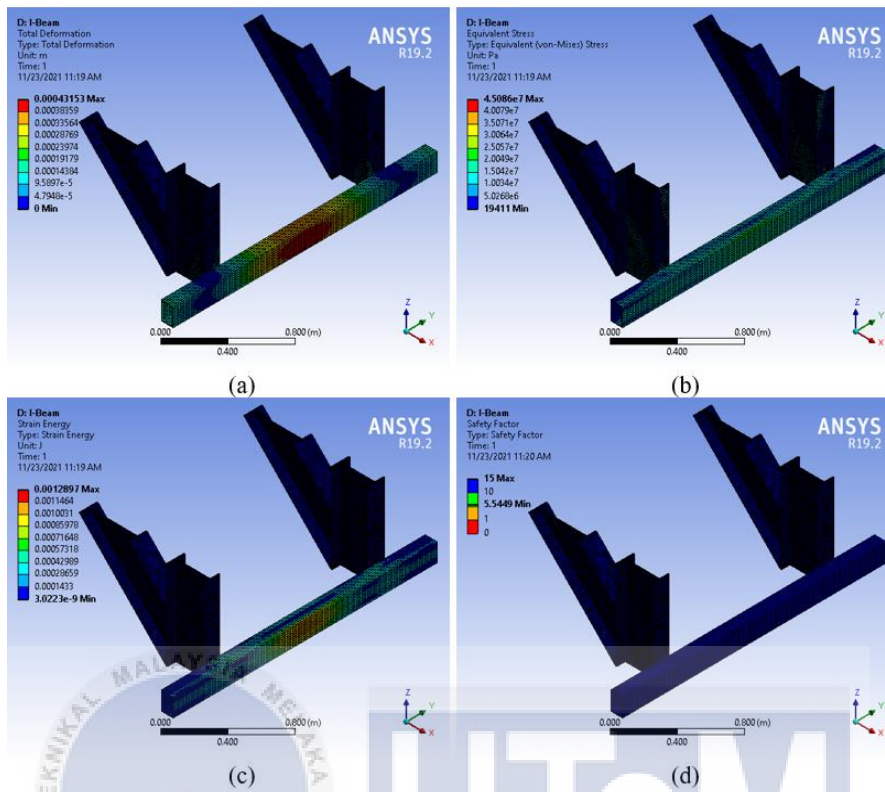 D: I-Beam
Total Deformation
Type: Total Deformation
Unit: m
Time: 1
11/23/2021 11:19 AM
ANSYS
R19.2
0.00043153 Max
0.00038359
0.00033564
0.00028769
0.00023974
0.00019179
0.00014384
9.5897e-5
4.7948e-5
0 Min
0.000
0.800 (m)
0.400
Z
Y
X
(a)
D: I-Beam
Equivalent Stress
Type: Equivalent (von-Mises) Stress
Unit: Pa
Time: 1
11/23/2021 11:19 AM
ANSYS
R19.2
4.5086e7 Max
4.0079e7
3.5071e7
3.0064e7
2.5057e7
2.0049e7
1.5042e7
1.0034e7
5.0268e6
19411 Min
0.000
0.800 (m)
0.400
Z
Y
X
(b)
D: I-Beam
Strain Energy
Type: Strain Energy
Unit: J
Time: 1
11/23/2021 11:19 AM
ANSYS
R19.2
0.0012897 Max
0.0011464
0.0010031
0.00085978
0.00071648
0.00057318
0.00042989
0.00028659
0.0001433
3.0223e-9 Min
0.000
0.800 (m)
0.400
Z
Y
X
(c)
D: I-Beam
Safety Factor
Type: Safety Factor
Time: 1
11/23/2021 11:20 AM
ANSYS
R19.2
15 Max
10
5.5449 Min
1
0
0.000
0.800 (m)
0.400
Z
Y
X
(d)
EKNIKAL MALAYSIA MELAKA
UTeM